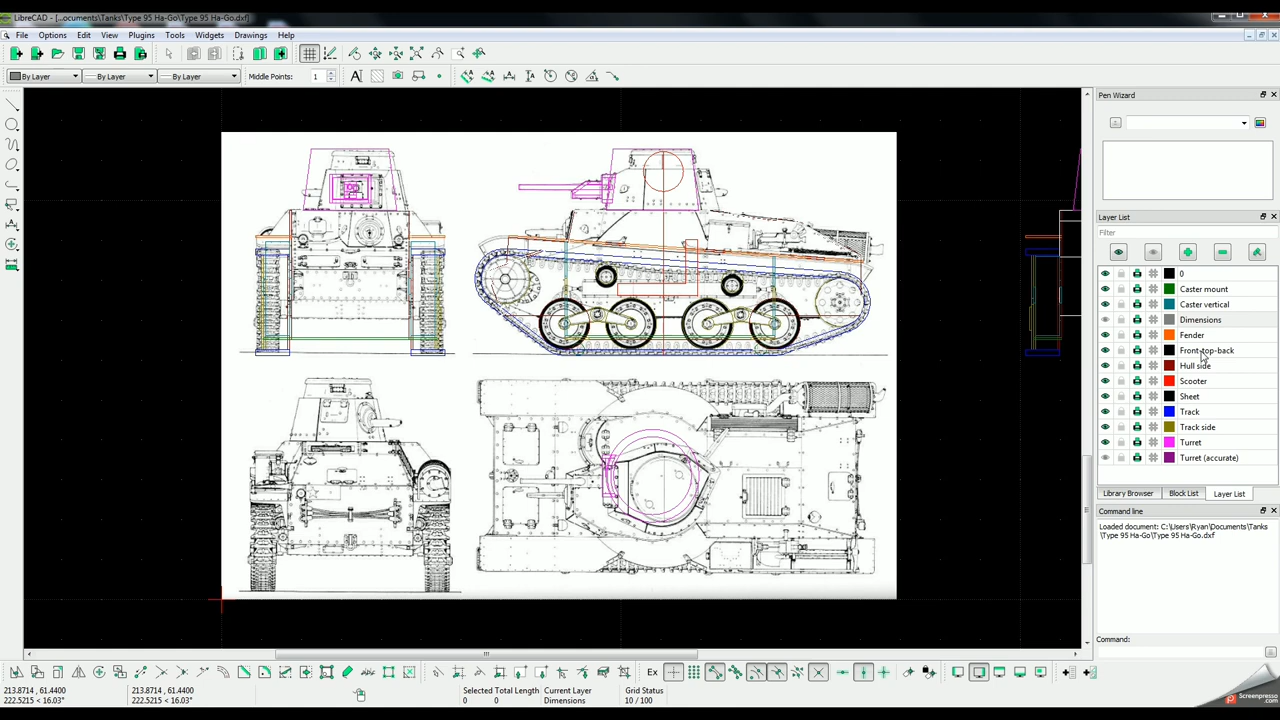 LibreCAD - [...ocuments\Tanks\Type 95 Ha-Go\Type 95 Ha-Go.dxf]
File Options Edit View Plugins Tools Widgets Drawings Help
By Layer By Layer By Layer Middle Points: 1
Pen Wizard
Layer List
Filter
0
Caster mount
Caster vertical
Dimensions
Fender
Front-top-back
Hull side
Scooter
Sheet
Track
Track side
Turret
Turret (accurate)
Library Browser Block List Layer List
Command line
Loaded document: C:\Users\Ryan\Documents\Tanks
\Type 95 Ha-Go\Type 95 Ha-Go.dxf
Command:
Ex
213.8714 , 61.4400 213.8714 , 61.4400 Selected Total Length Current Layer Grid Status
222.5215 < 16.03° 222.5215 < 16.03° 0 0 Dimensions 10 / 100
Screenpresso
.com